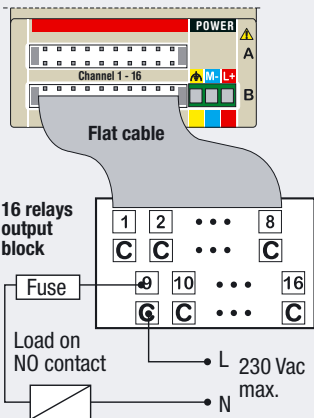 POWER
A
Channel 1 - 16
M- L+
B
Flat cable
16 relays
output
block
1 2 • • • 8
C C • • • C
Fuse
9 10 • • • 16
C C • • • C
Load on
NO contact
L 230 Vac
max.
N